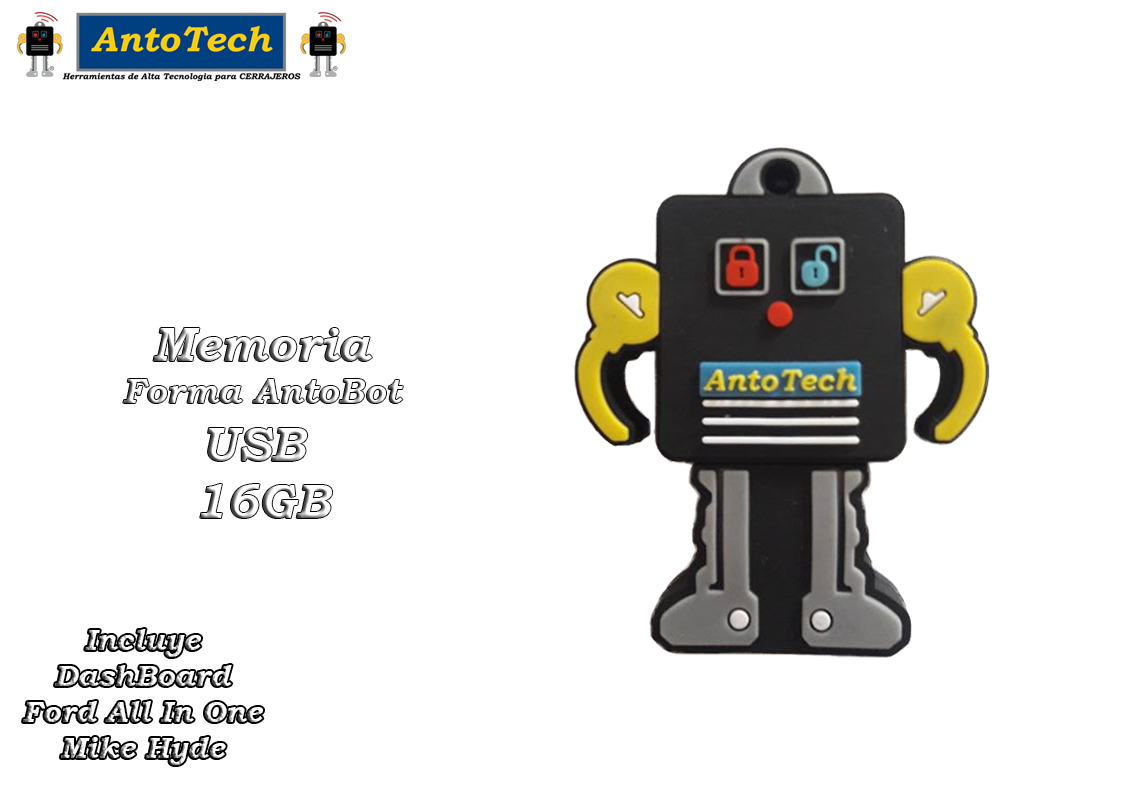 AntoTech
Herramientas de Alta Tecnologia para CERRAJEROS
Memoria
Forma AntoBot
USB
16GB
AntoTech
Incluye
DashBoard
Ford All In One
Mike Hyde